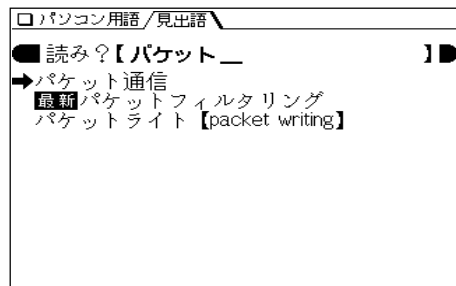 パソコン用語/見出語
読み?【パケット＿ 】
➡パケット通信
最新パケットフィルタリング
パケットライト【packet writing】